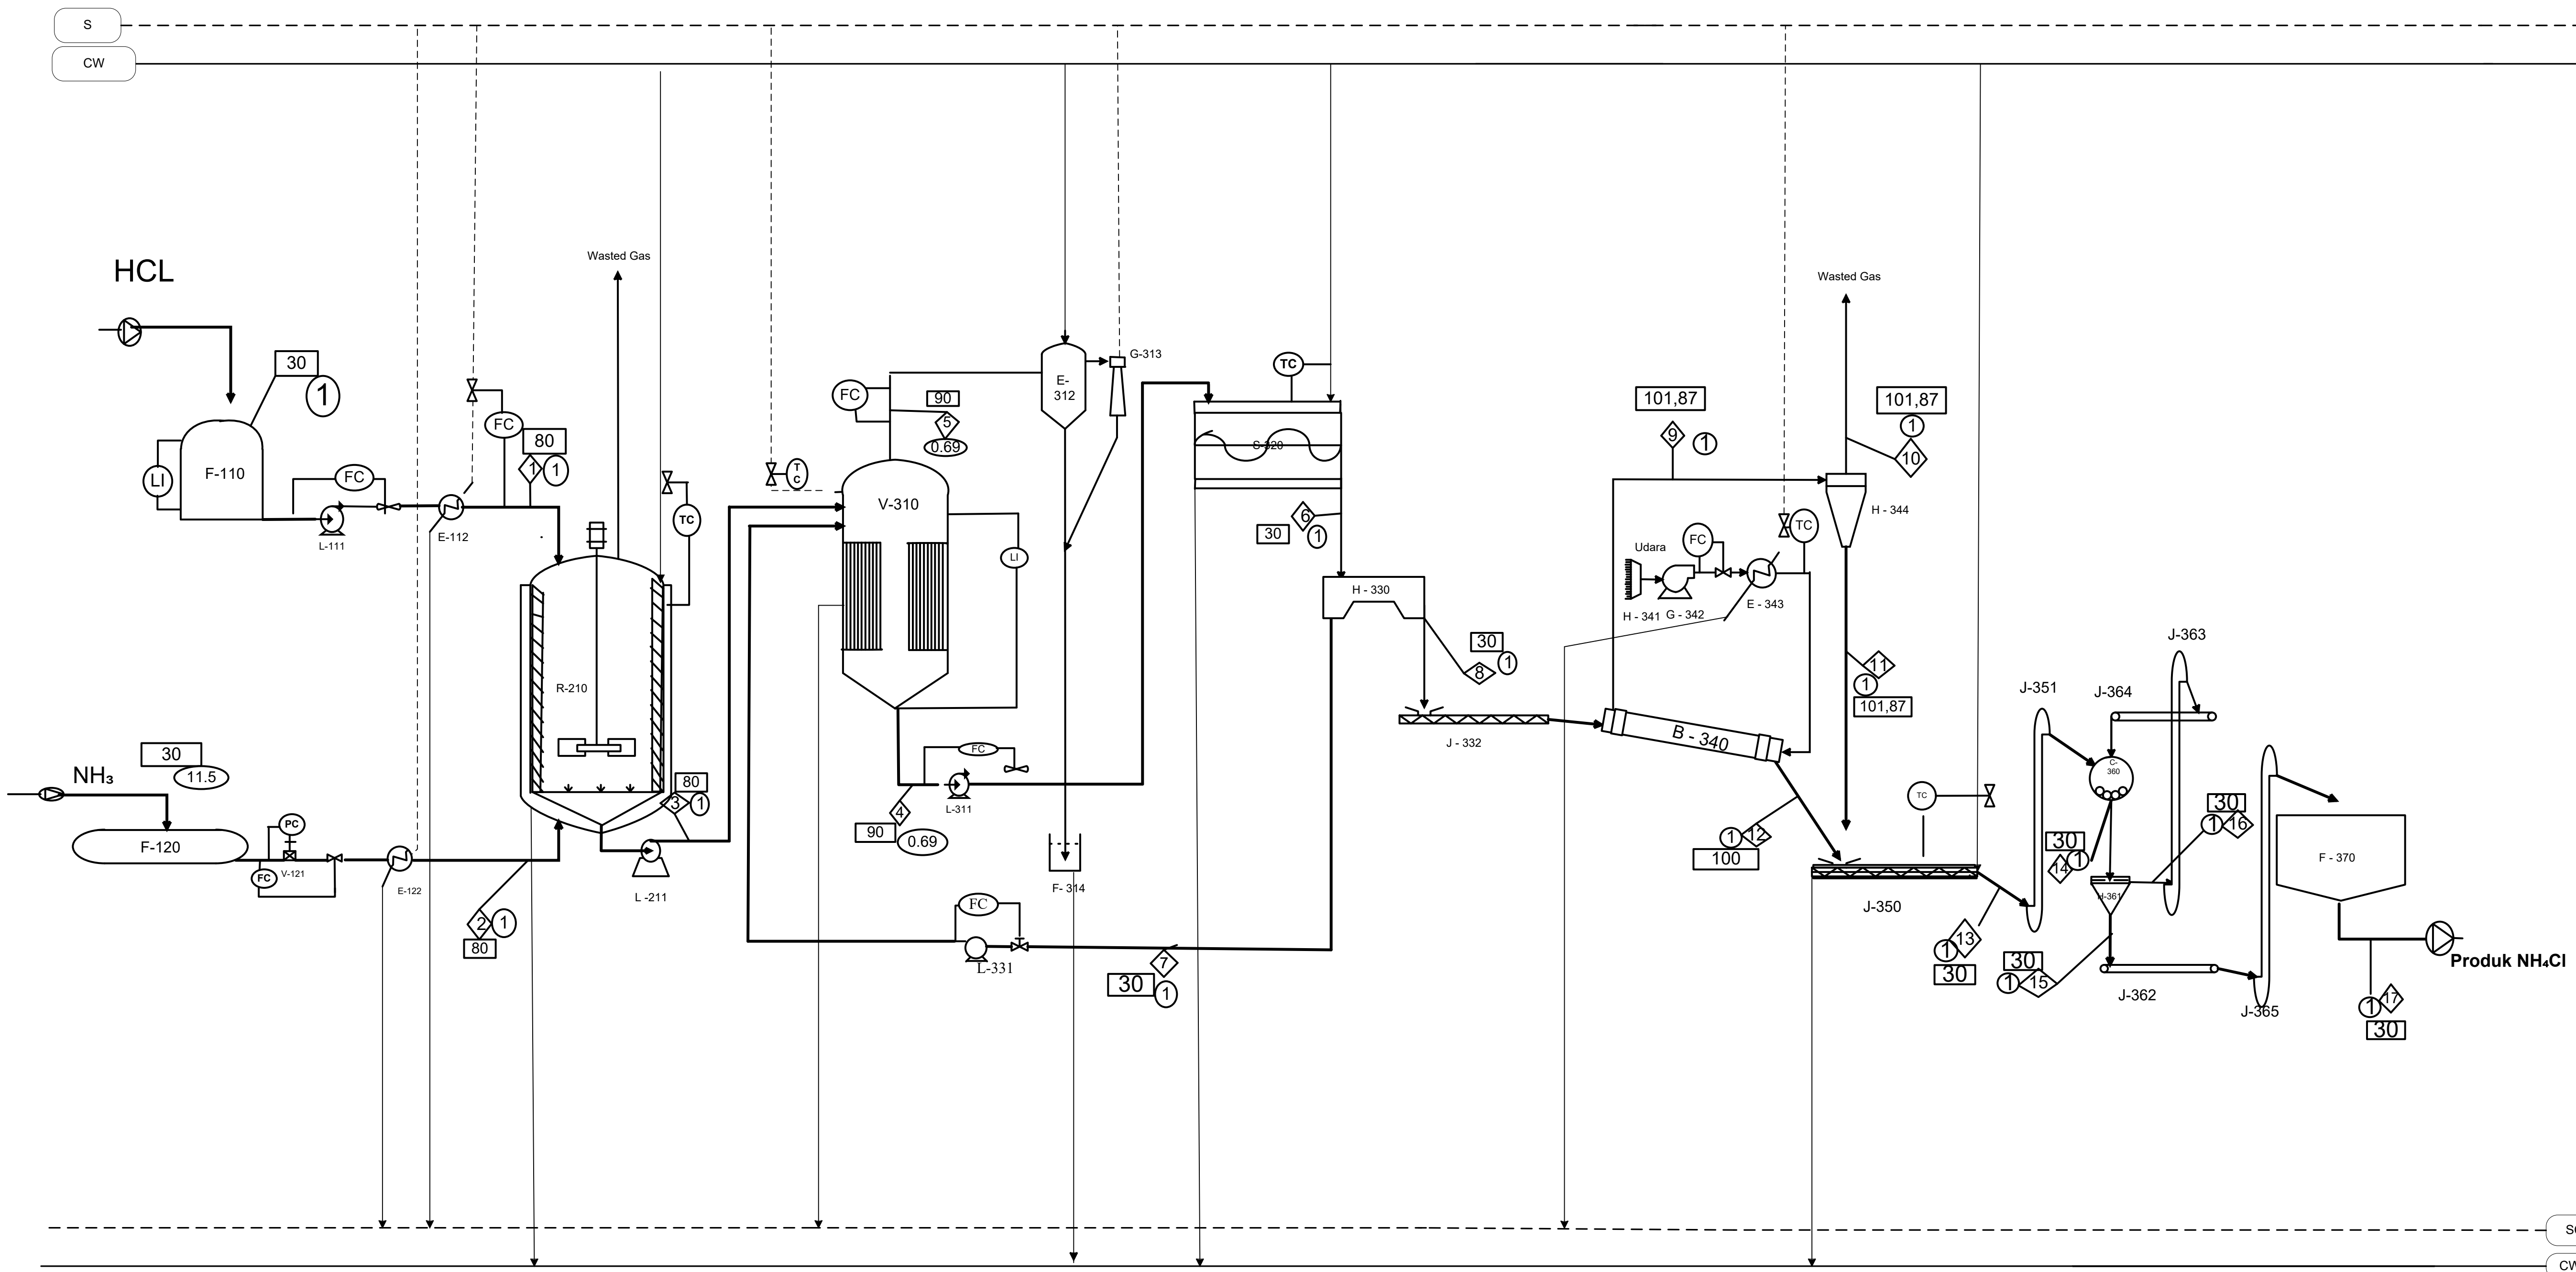 S
CW
HCL
30
1
F-110
LI
FC
L-111
E-112
FC
80
1
1
Wasted Gas
TC
R-210
NH₃
30
11.5
F-120
PC
FC
V-121
E-122
2
1
80
80
3
1
L -211
T
C
FC
90
5
0.69
V-310
LI
E-
312
G-313
FC
L-311
4
90
0.69
F- 314
FC
L-331
7
30
1
TC
S-320
6
30
1
H - 330
30
1
8
J - 332
101,87
9
1
Wasted Gas
101,87
1
10
H - 344
Udara
FC
TC
H - 341
G - 342
E - 343
B - 340
11
1
101,87
1
12
100
TC
J-350
13
1
30
J-351
J-364
J-363
C-
360
30
14
1
H-361
30
1
16
30
1
15
J-362
J-365
F - 370
Produk NH₄Cl
1
17
30